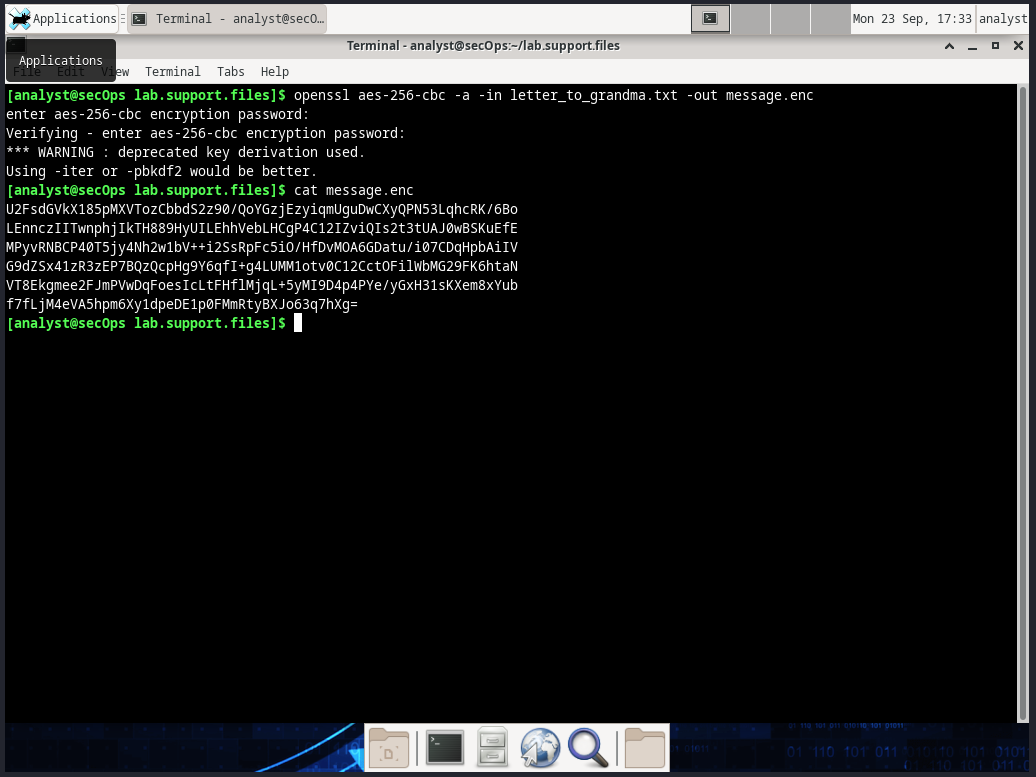 Applications
Terminal - analyst@secO...
Mon 23 Sep, 17:33
analyst
Terminal - analyst@secOps:~/lab.support.files
Applications
File Edit View Terminal Tabs Help
[analyst@secOps lab.support.files]$ openssl aes-256-cbc -a -in letter_to_grandma.txt -out message.enc
enter aes-256-cbc encryption password:
Verifying - enter aes-256-cbc encryption password:
*** WARNING : deprecated key derivation used.
Using -iter or -pbkdf2 would be better.
[analyst@secOps lab.support.files]$ cat message.enc
U2FsdGVkX185pMXVTozCbbdS2z90/QoYGzjEzyiqmUguDwCXyQPN53LqhcRK/6Bo
LEnnczIITwnphjIkTH889HyUILEhhVebLHCgP4C12IZviQIs2t3tUAJ0wBSKuEfE
MPyvRNBCP40T5jy4Nh2w1bV++i2SsRpFc5iO/HfDvMOA6GDatu/i07CDqHpbAiIV
G9dZSx41zR3zEP7BQzQcpHg9Y6qfI+g4LUMM1otv0C12CctOFilWbMG29FK6htaN
VT8Ekgmee2FJmPVwDqFoesIcLtFHflMjqL+5yMI9D4p4PYe/yGxH31sKXem8xYub
f7fLjM4eVA5hpm6Xy1dpeDE1p0FMmRtyBXJo63q7hXg=
[analyst@secOps lab.support.files]$